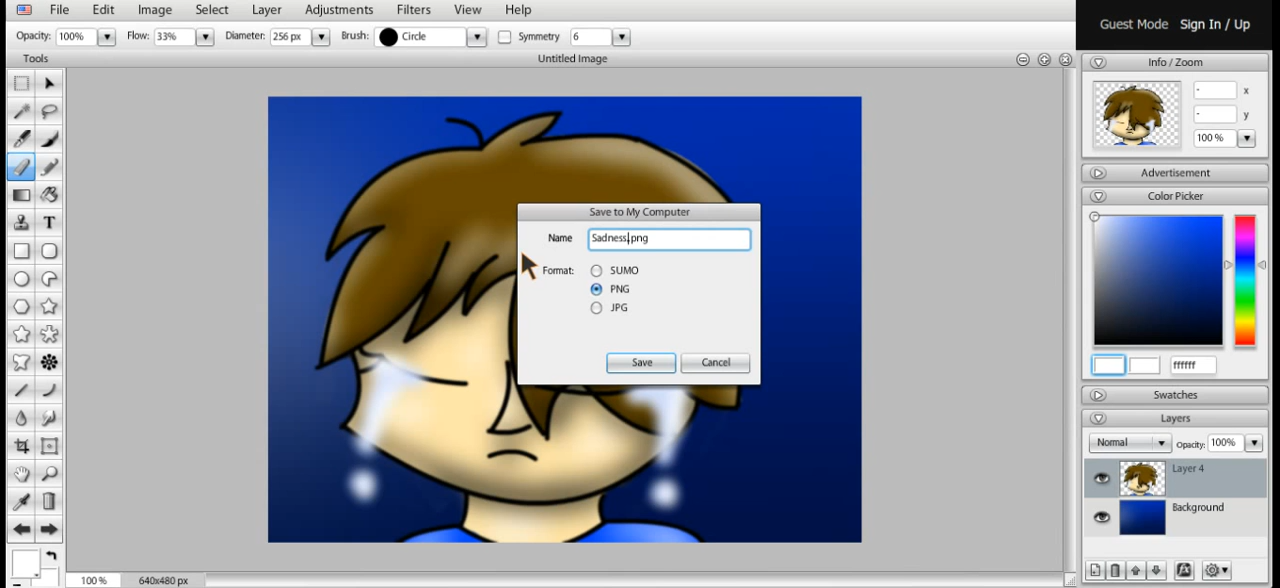 File Edit Image Select Layer Adjustments Filters View Help
Guest Mode Sign In / Up
Opacity: 100% Flow: 33% Diameter: 256 px Brush: Circle Symmetry 6
Tools
Untitled Image
Info / Zoom
- x
- y
100 %
Advertisement
Color Picker
ffffff
Swatches
Layers
Normal Opacity: 100%
Layer 4
Background
Save to My Computer
Name Sadness.png
Format: SUMO
PNG
JPG
Save Cancel
T
100 % 640x480 px